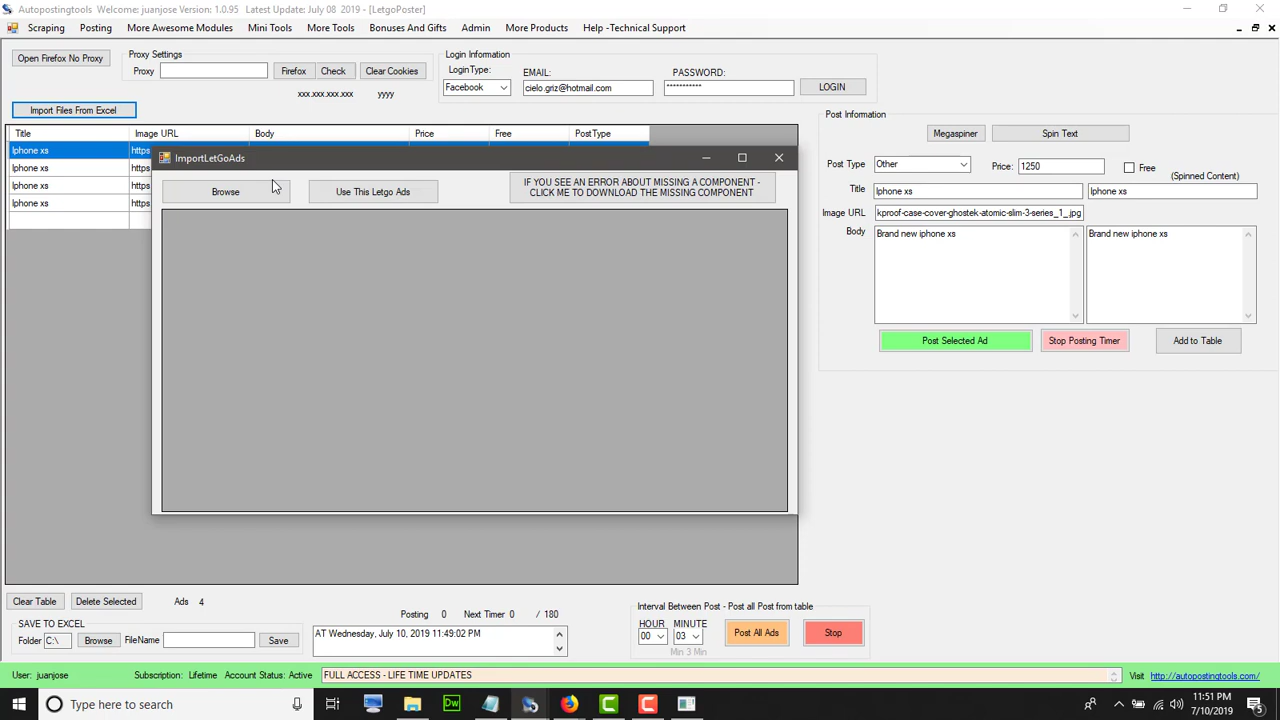 Autopostingtools Welcome: juanjose Version: 1.0.95 Latest Update: July 08 2019 - [LetgoPoster]
Scraping Posting More Awesome Modules Mini Tools More Tools Bonuses And Gifts Admin More Products Help -Technical Support
Open Firefox No Proxy
Proxy Settings
Proxy Firefox Check Clear Cookies
xxx.xxx.xxx.xxx yyyy
Login Information
LoginType: EMAIL: PASSWORD:
Facebook cielo.griz@hotmail.com *********** LOGIN
Import Files From Excel
Title Image URL Body Price Free PostType
Iphone xs https
Iphone xs https
Iphone xs https
Iphone xs https
ImportLetGoAds
Browse Use This Letgo Ads
IF YOU SEE AN ERROR ABOUT MISSING A COMPONENT -
CLICK ME TO DOWNLOAD THE MISSING COMPONENT
Post Information
Megaspiner Spin Text
Post Type Other Price: 1250 Free
(Spinned Content)
Title Iphone xs Iphone xs
Image URL kproof-case-cover-ghostek-atomic-slim-3-series_1_.jpg
Body Brand new iphone xs Brand new iphone xs
Post Selected Ad Stop Posting Timer Add to Table
Clear Table Delete Selected Ads 4
SAVE TO EXCEL
Folder C:\ Browse FileName Save
Posting 0 Next Timer 0 / 180
AT Wednesday, July 10, 2019 11:49:02 PM
Interval Between Post - Post all Post from table
HOUR MINUTE
00 03 Post All Ads Stop
Min 3 Min
User: juanjose Subscription: Lifetime Account Status: Active FULL ACCESS - LIFE TIME UPDATES Visit http://autopostingtools.com/
Type here to search
Dw
11:51 PM
7/10/2019